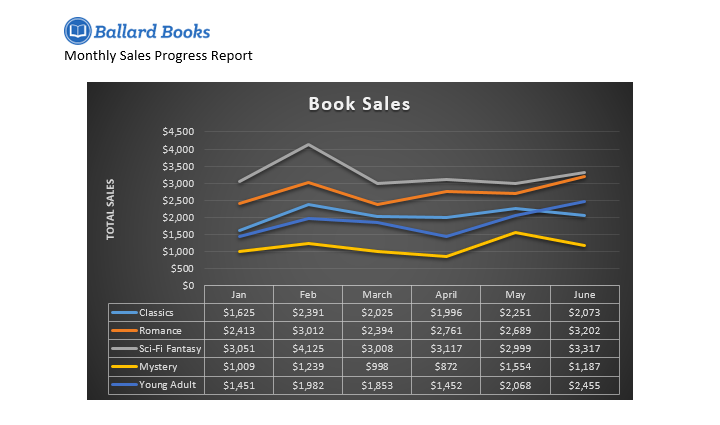 Ballard Books
Monthly Sales Progress Report
Book Sales
TOTAL SALES
$4,500
$4,000
$3,500
$3,000
$2,500
$2,000
$1,500
$1,000
$500
$0
Jan Feb March April May June
Classics $1,625 $2,391 $2,025 $1,996 $2,251 $2,073
Romance $2,413 $3,012 $2,394 $2,761 $2,689 $3,202
Sci-Fi Fantasy $3,051 $4,125 $3,008 $3,117 $2,999 $3,317
Mystery $1,009 $1,239 $998 $872 $1,554 $1,187
Young Adult $1,451 $1,982 $1,853 $1,452 $2,068 $2,455